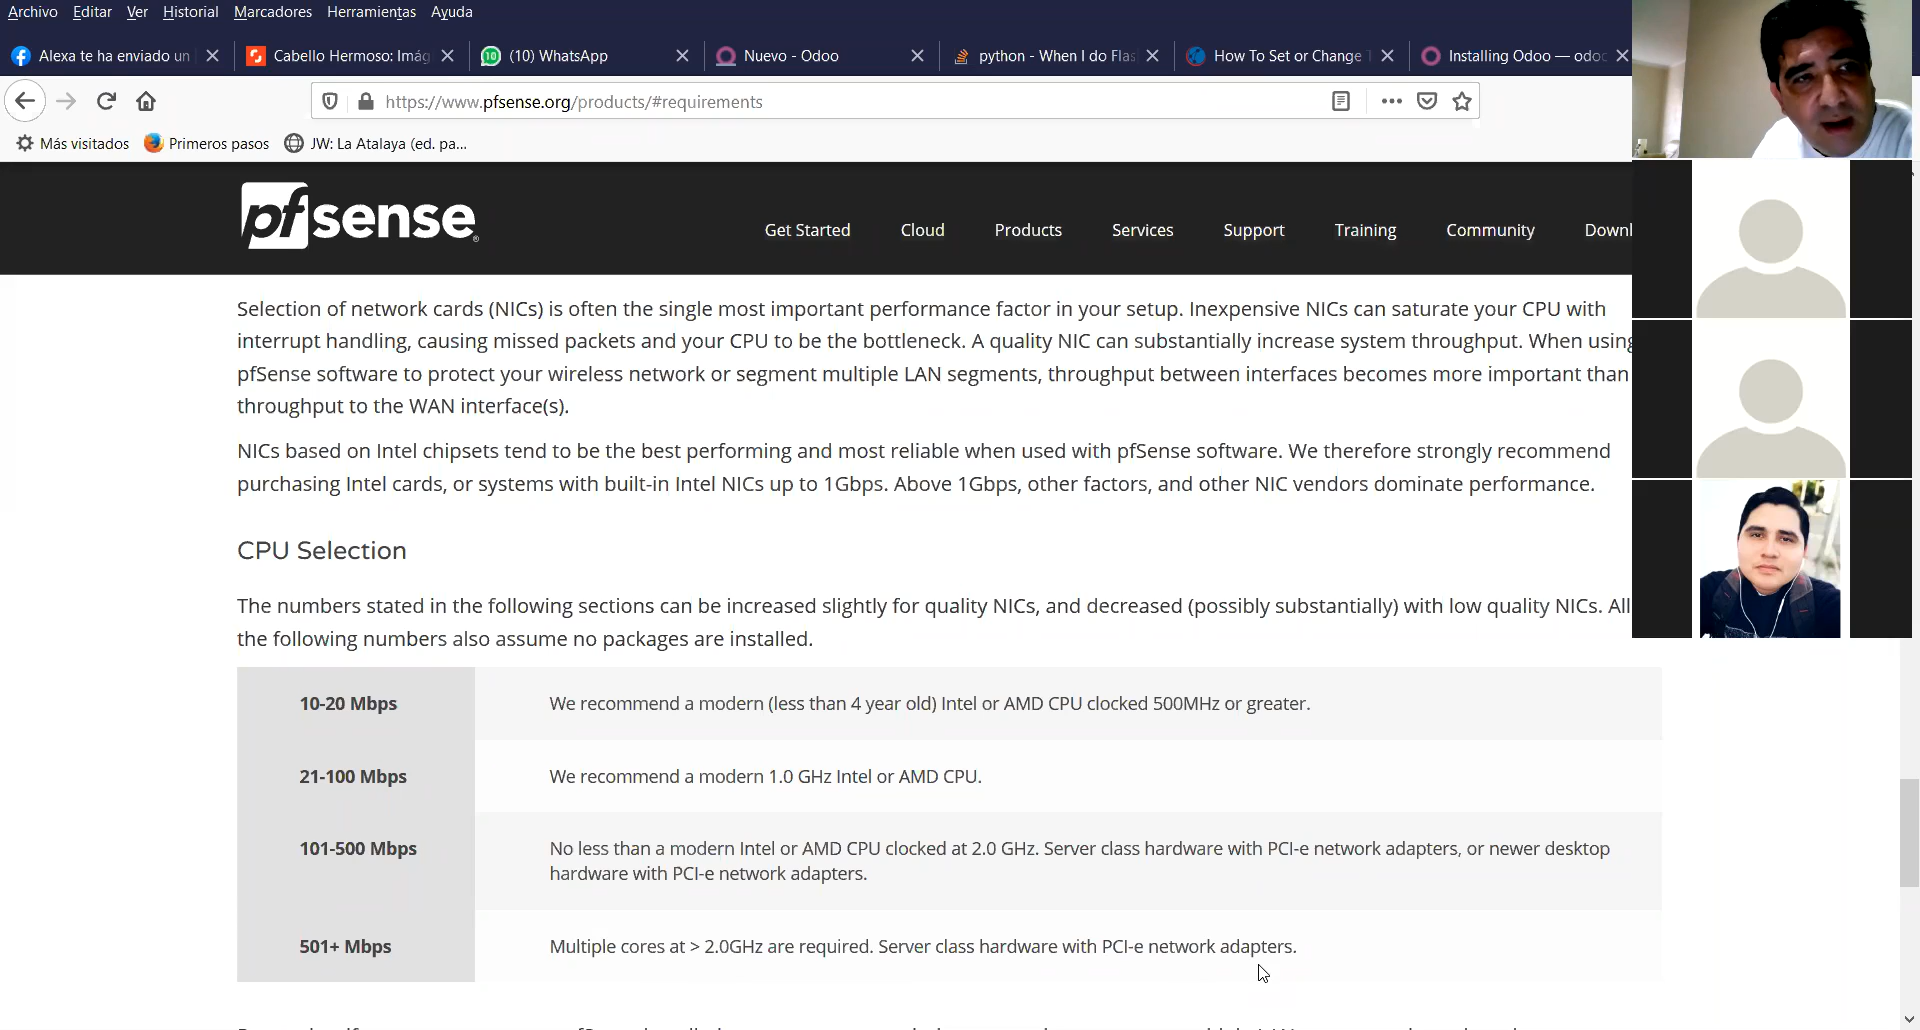 Archivo Editar Ver Historial Marcadores Herramientas Ayuda
Alexa te ha enviado un
Cabello Hermoso: Imág
(10) WhatsApp
Nuevo - Odoo
python - When I do Flas
How To Set or Change
Installing Odoo — odoo
https://www.pfsense.org/products/#requirements
Más visitados
Primeros pasos
JW: La Atalaya (ed. pa...
pfsense
Get Started
Cloud
Products
Services
Support
Training
Community
Downl
Selection of network cards (NICs) is often the single most important performance factor in your setup. Inexpensive NICs can saturate your CPU with
interrupt handling, causing missed packets and your CPU to be the bottleneck. A quality NIC can substantially increase system throughput. When using
pfSense software to protect your wireless network or segment multiple LAN segments, throughput between interfaces becomes more important than
throughput to the WAN interface(s).
NICs based on Intel chipsets tend to be the best performing and most reliable when used with pfSense software. We therefore strongly recommend
purchasing Intel cards, or systems with built-in Intel NICs up to 1Gbps. Above 1Gbps, other factors, and other NIC vendors dominate performance.
CPU Selection
The numbers stated in the following sections can be increased slightly for quality NICs, and decreased (possibly substantially) with low quality NICs. All
the following numbers also assume no packages are installed.
10-20 Mbps
We recommend a modern (less than 4 year old) Intel or AMD CPU clocked 500MHz or greater.
21-100 Mbps
We recommend a modern 1.0 GHz Intel or AMD CPU.
101-500 Mbps
No less than a modern Intel or AMD CPU clocked at 2.0 GHz. Server class hardware with PCI-e network adapters, or newer desktop
hardware with PCI-e network adapters.
501+ Mbps
Multiple cores at > 2.0GHz are required. Server class hardware with PCI-e network adapters.